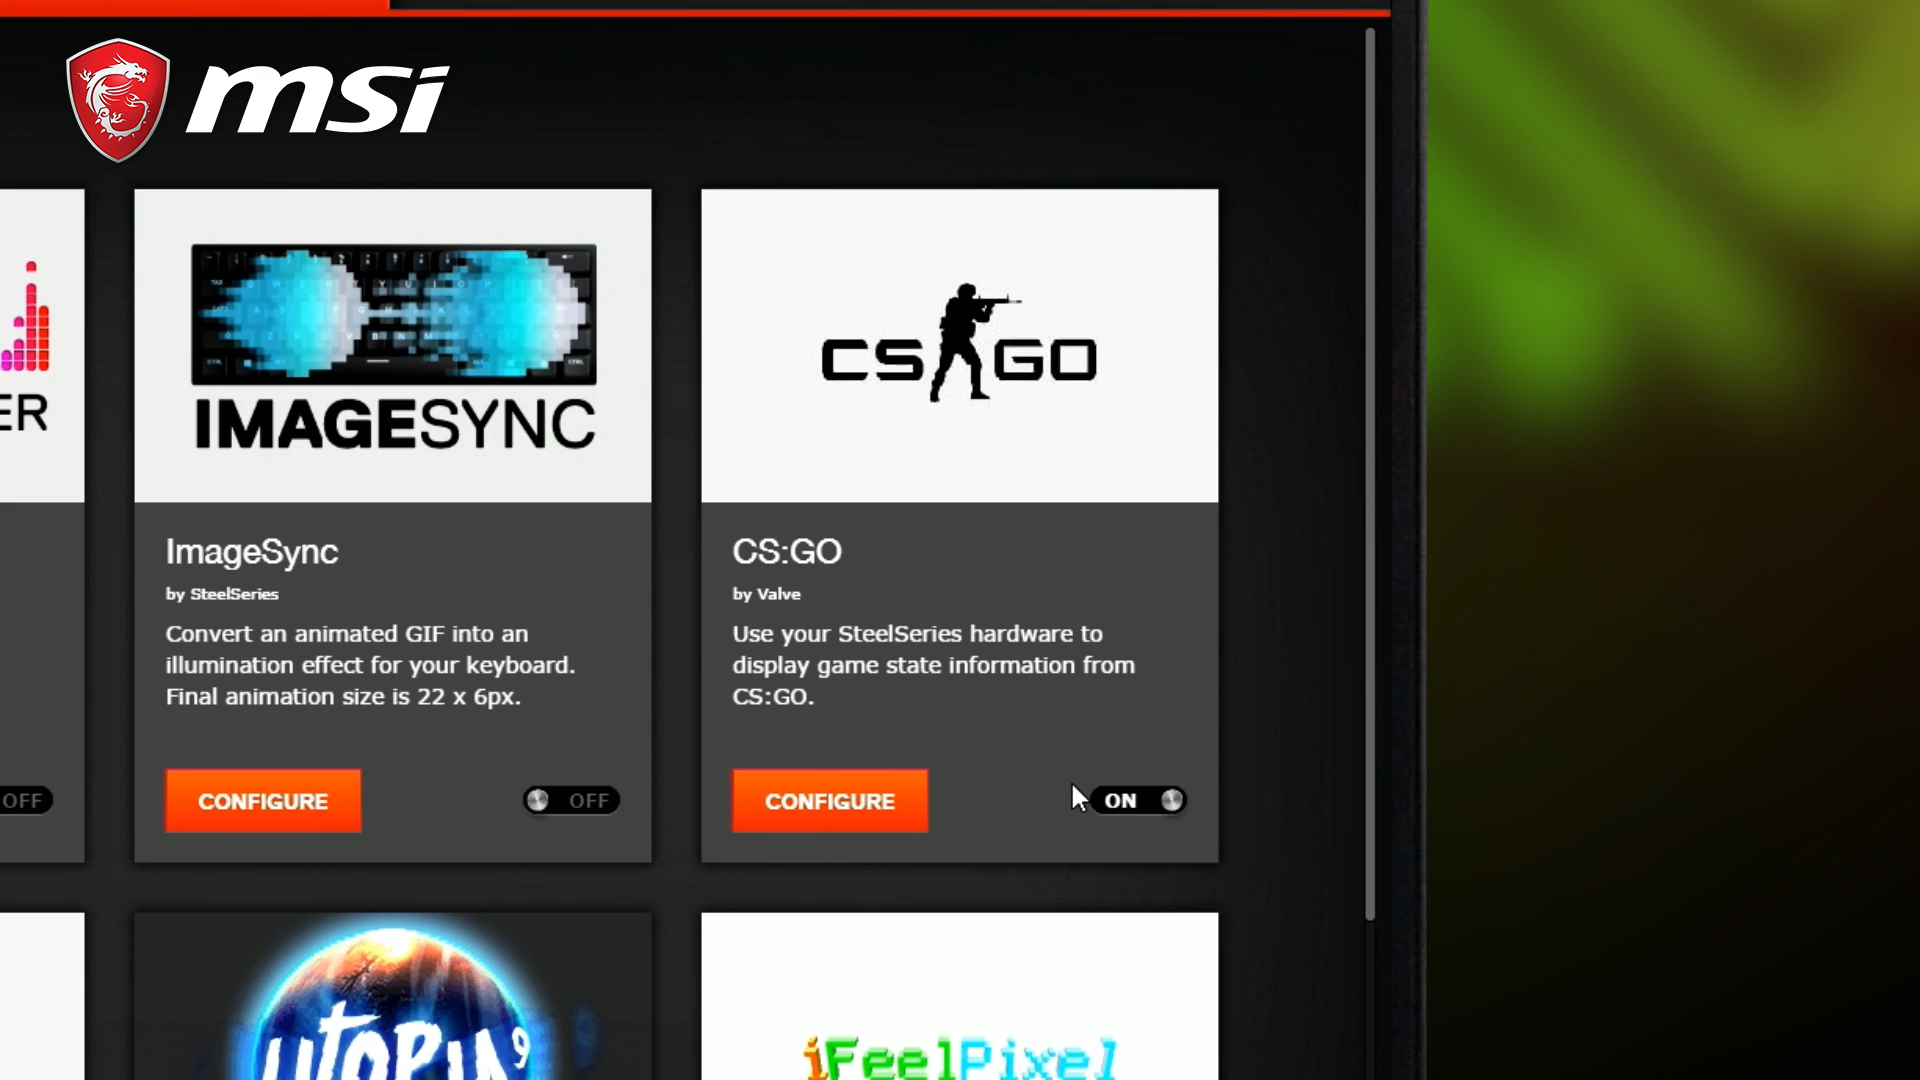 msi
ER
IMAGESYNC
CS GO
ImageSync
by SteelSeries
Convert an animated GIF into an
illumination effect for your keyboard.
Final animation size is 22 x 6px.
CONFIGURE
OFF
CS:GO
by Valve
Use your SteelSeries hardware to
display game state information from
CS:GO.
CONFIGURE
ON
OFF
UTOPIA 9
iFeelPixel